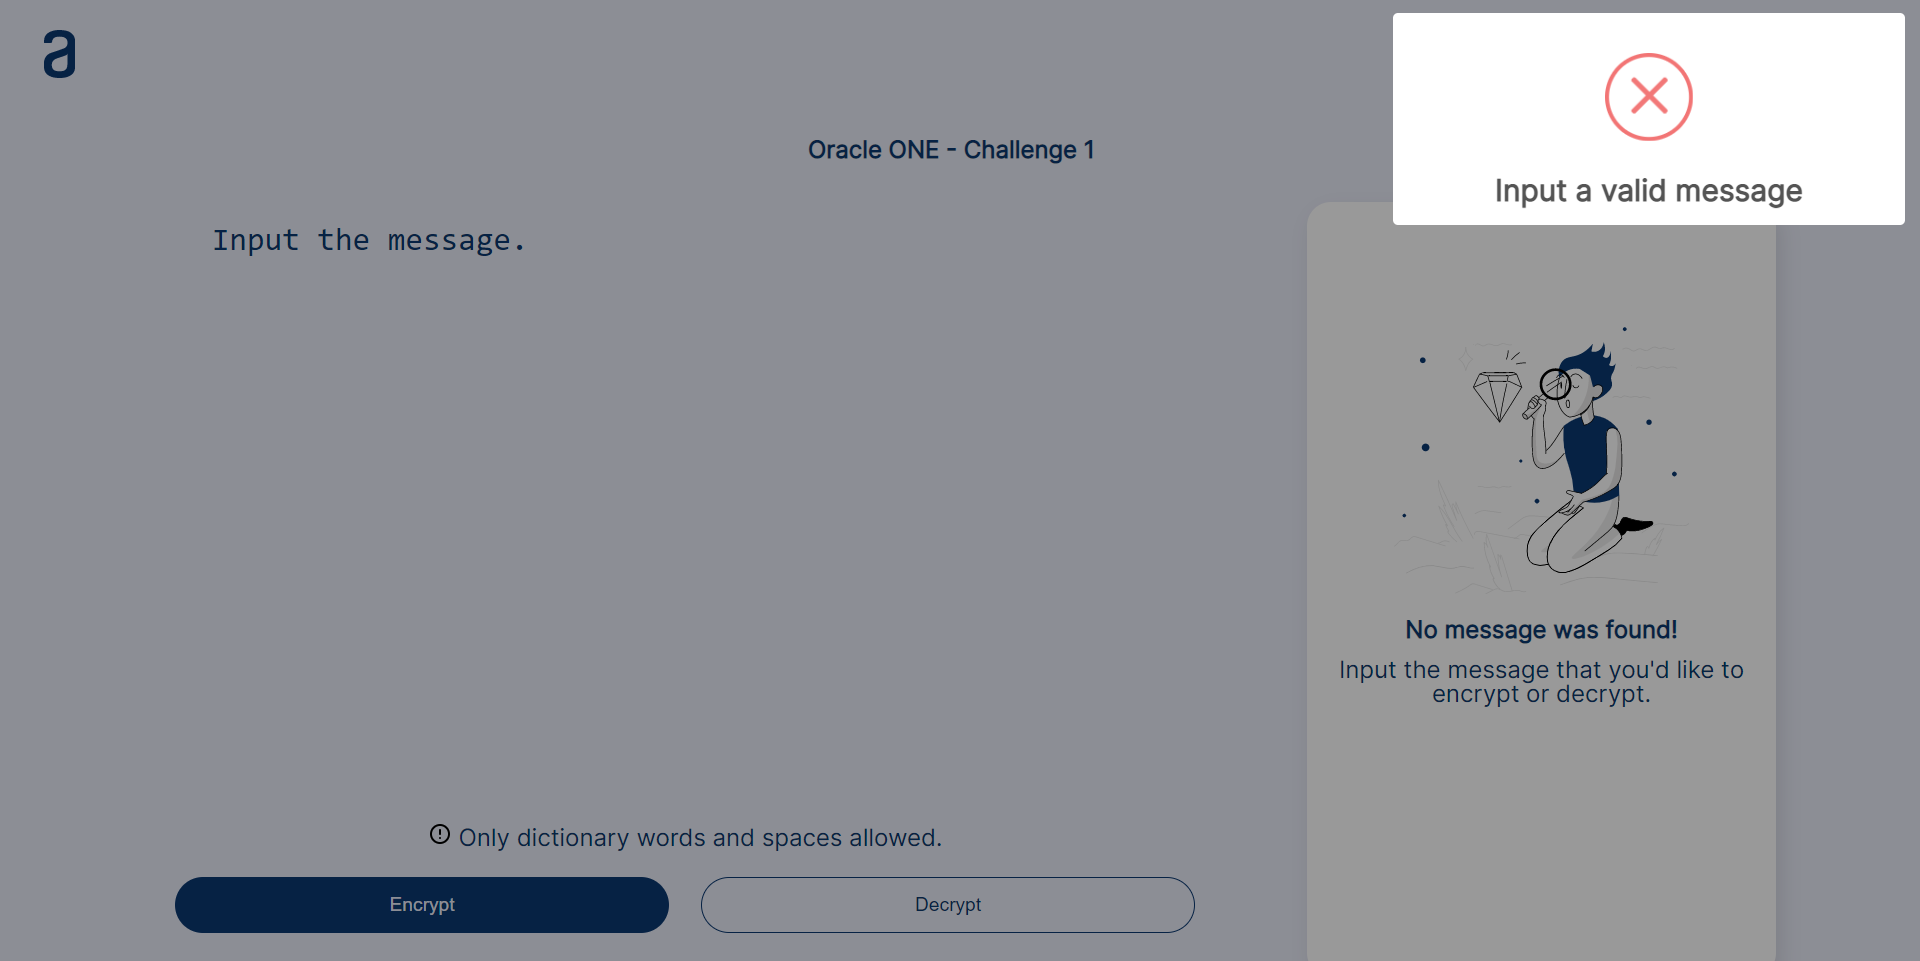 a
Oracle ONE - Challenge 1
Input a valid message
Input the message.
No message was found!
Input the message that you'd like to
encrypt or decrypt.
Only dictionary words and spaces allowed.
Encrypt
Decrypt